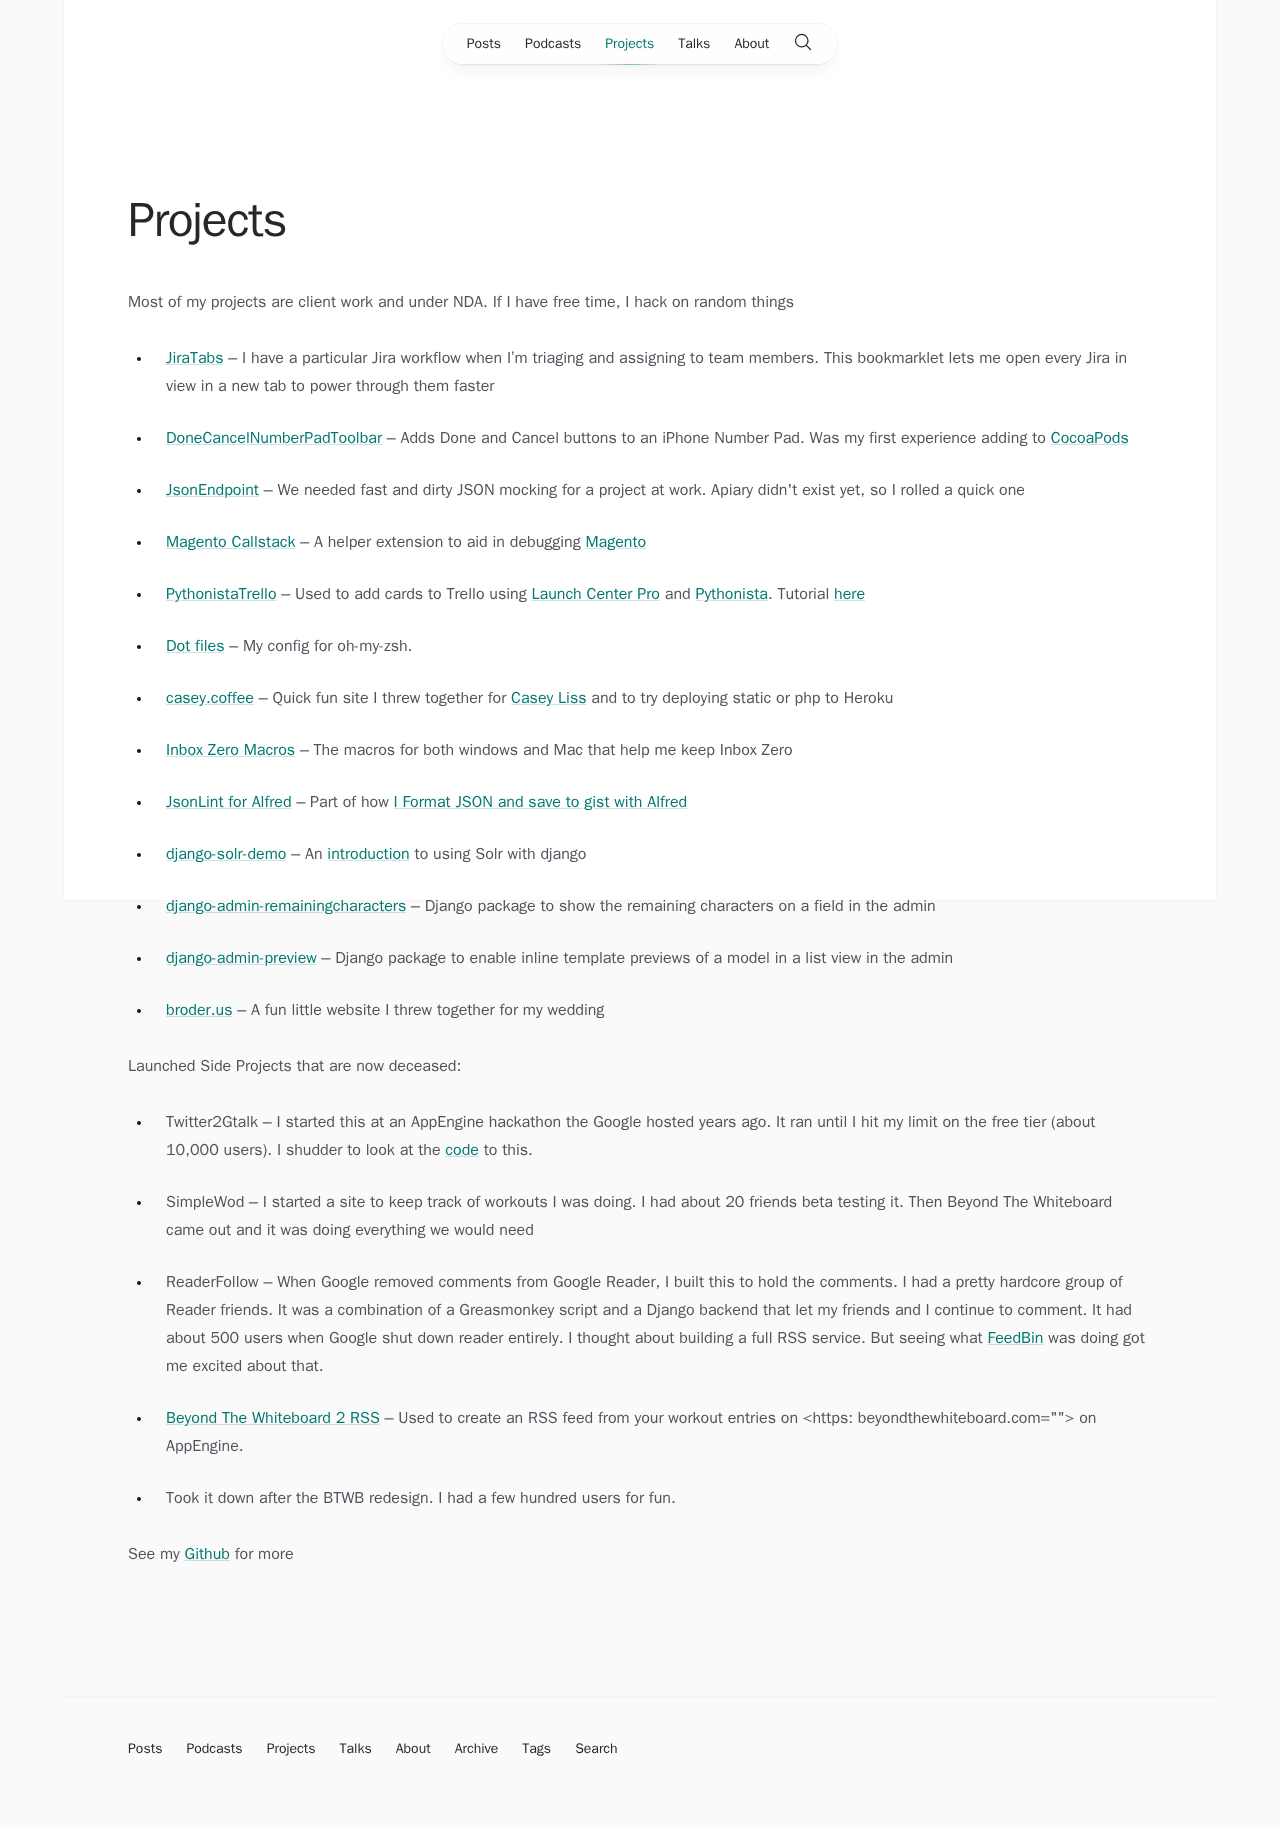 Posts Podcasts Projects Talks About
Projects
Most of my projects are client work and under NDA. If I have free time, I hack on random things
• JiraTabs – I have a particular Jira workflow when I'm triaging and assigning to team members. This bookmarklet lets me open every Jira in
view in a new tab to power through them faster
• DoneCancelNumberPadToolbar – Adds Done and Cancel buttons to an iPhone Number Pad. Was my first experience adding to CocoaPods
• JsonEndpoint – We needed fast and dirty JSON mocking for a project at work. Apiary didn't exist yet, so I rolled a quick one
• Magento Callstack – A helper extension to aid in debugging Magento
• PythonistaTrello – Used to add cards to Trello using Launch Center Pro and Pythonista. Tutorial here
• Dot files – My config for oh-my-zsh.
• casey.coffee – Quick fun site I threw together for Casey Liss and to try deploying static or php to Heroku
• Inbox Zero Macros – The macros for both windows and Mac that help me keep Inbox Zero
• JsonLint for Alfred – Part of how I Format JSON and save to gist with Alfred
• django-solr-demo – An introduction to using Solr with django
• django-admin-remainingcharacters – Django package to show the remaining characters on a field in the admin
• django-admin-preview – Django package to enable inline template previews of a model in a list view in the admin
• broder.us – A fun little website I threw together for my wedding
Launched Side Projects that are now deceased:
• Twitter2Gtalk – I started this at an AppEngine hackathon the Google hosted years ago. It ran until I hit my limit on the free tier (about
10,000 users). I shudder to look at the code to this.
• SimpleWod – I started a site to keep track of workouts I was doing. I had about 20 friends beta testing it. Then Beyond The Whiteboard
came out and it was doing everything we would need
• ReaderFollow – When Google removed comments from Google Reader, I built this to hold the comments. I had a pretty hardcore group of
Reader friends. It was a combination of a Greasmonkey script and a Django backend that let my friends and I continue to comment. It had
about 500 users when Google shut down reader entirely. I thought about building a full RSS service. But seeing what FeedBin was doing got
me excited about that.
• Beyond The Whiteboard 2 RSS – Used to create an RSS feed from your workout entries on <https: beyondthewhiteboard.com=""> on
AppEngine.
• Took it down after the BTWB redesign. I had a few hundred users for fun.
See my Github for more
Posts Podcasts Projects Talks About Archive Tags Search